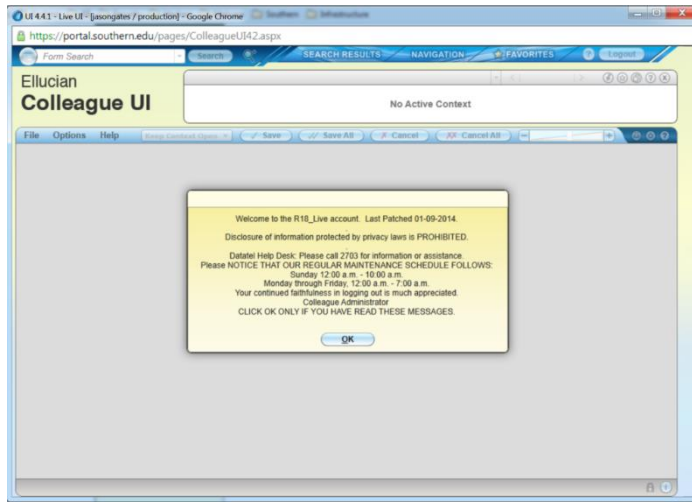 UI 4.4.1 - Live UI - [jasongates / production] - Google Chrome
https://portal.southern.edu/pages/ColleagueUI42.aspx
Form Search
Search
SEARCH RESULTS
NAVIGATION
FAVORITES
Logout
Ellucian
Colleague UI
No Active Context
File Options Help Keep Context Open Save Save All Cancel Cancel All
Welcome to the R18_Live account. Last Patched 01-09-2014.
Disclosure of information protected by privacy laws is PROHIBITED.
Datatel Help Desk: Please call 2703 for information or assistance.
Please NOTICE THAT OUR REGULAR MAINTENANCE SCHEDULE FOLLOWS:
Sunday 12:00 a.m. - 10:00 a.m.
Monday through Friday, 12:00 a.m. - 7:00 a.m.
Your continued faithfulness in logging out is much appreciated.
Colleague Administrator
CLICK OK ONLY IF YOU HAVE READ THESE MESSAGES.
OK